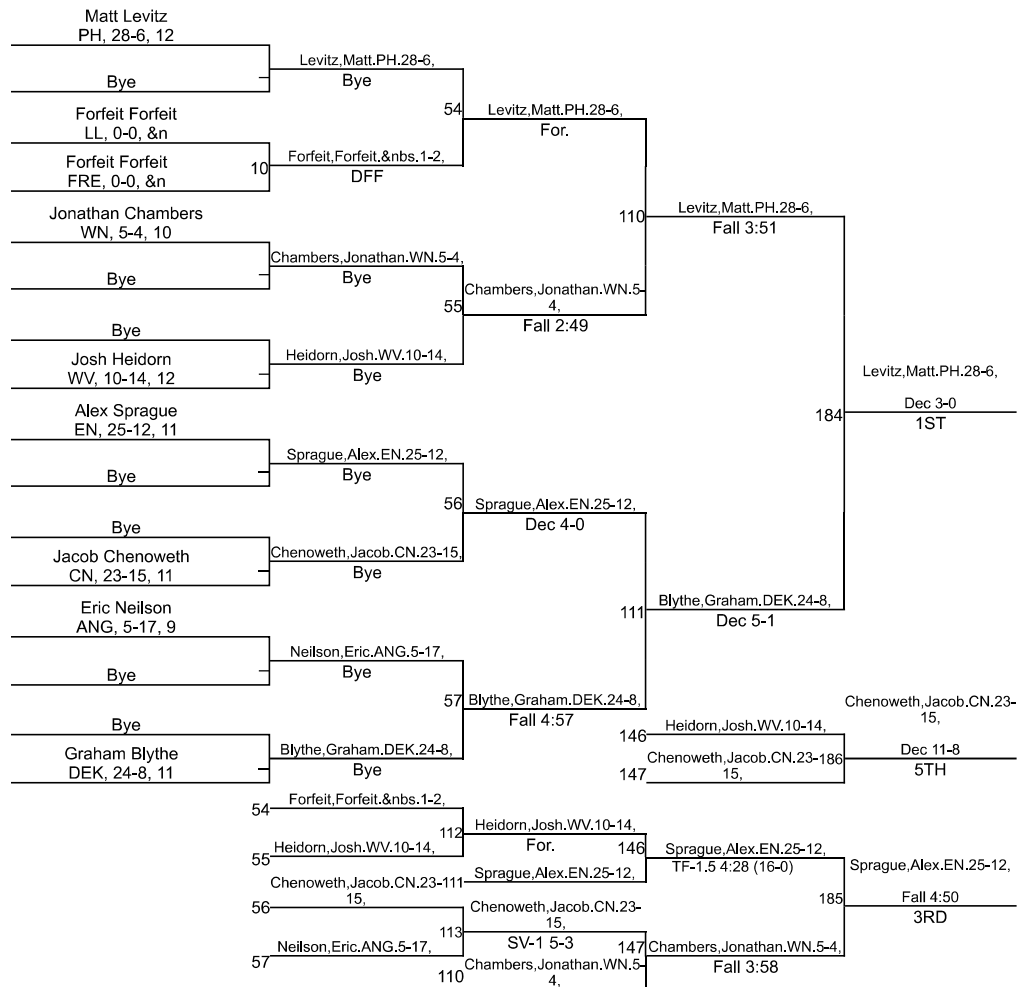 Matt Levitz
PH, 28-6, 12
Bye
Forfeit Forfeit
LL, 0-0, &n
Forfeit Forfeit
FRE, 0-0, &n
Jonathan Chambers
WN, 5-4, 10
Bye
Bye
Josh Heidorn
WV, 10-14, 12
Alex Sprague
EN, 25-12, 11
Bye
Bye
Jacob Chenoweth
CN, 23-15, 11
Eric Neilson
ANG, 5-17, 9
Bye
Bye
Graham Blythe
DEK, 24-8, 11
Levitz,Matt.PH.28-6,
Bye
10
Forfeit,Forfeit.&nbs.1-2,
DFF
Chambers,Jonathan.WN.5-4,
Bye
Heidorn,Josh.WV.10-14,
Bye
Sprague,Alex.EN.25-12,
Bye
Chenoweth,Jacob.CN.23-15,
Bye
Neilson,Eric.ANG.5-17,
Bye
Blythe,Graham.DEK.24-8,
Bye
54
Levitz,Matt.PH.28-6,
For.
55
Chambers,Jonathan.WN.5-
4,
Fall 2:49
56
Sprague,Alex.EN.25-12,
Dec 4-0
57
Blythe,Graham.DEK.24-8,
Fall 4:57
110
Levitz,Matt.PH.28-6,
Fall 3:51
111
Blythe,Graham.DEK.24-8,
Dec 5-1
184
Levitz,Matt.PH.28-6,
Dec 3-0
1ST
146
Heidorn,Josh.WV.10-14,
147
Chenoweth,Jacob.CN.23-
15,
186
Chenoweth,Jacob.CN.23-
15,
Dec 11-8
5TH
54
Forfeit,Forfeit.&nbs.1-2,
55
Heidorn,Josh.WV.10-14,
112
Heidorn,Josh.WV.10-14,
For.
111
Sprague,Alex.EN.25-12,
146
Sprague,Alex.EN.25-12,
TF-1.5 4:28 (16-0)
56
Chenoweth,Jacob.CN.23-
15,
57
Neilson,Eric.ANG.5-17,
113
Chenoweth,Jacob.CN.23-
15,
SV-1 5-3
110
Chambers,Jonathan.WN.5-
4,
147
Chambers,Jonathan.WN.5-4,
Fall 3:58
185
Sprague,Alex.EN.25-12,
Fall 4:50
3RD